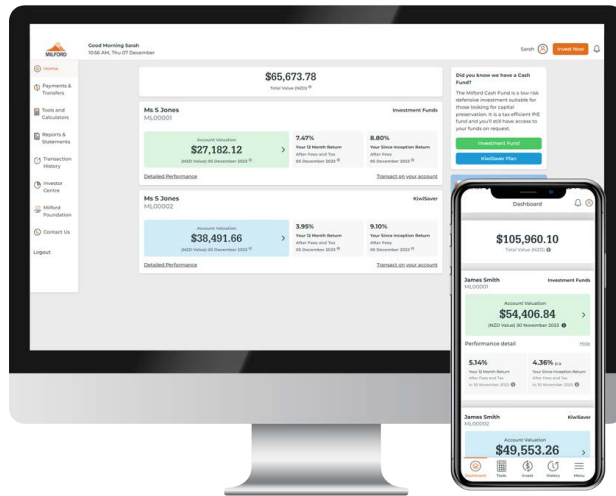 MILFORD
Good Morning Sarah
10:56 AM, Thu 07 December
Sarah
Invest Now
Home
Payments & Transfers
Tools and Calculators
Reports & Statements
Transaction History
Investor Centre
Milford Foundation
Contact Us
Logout
$65,673.78
Total Value (NZD)
Ms S Jones
ML00001
Investment Funds
Account Valuation
$27,182.12
(NZD Value) 05 December 2023
7.47%
Your 12 Month Return
After Fees and Tax
05 December 2023
8.80%
Your Since Inception Return
After Fees
05 December 2023
Detailed Performance
Transact on your account
Ms S Jones
ML00002
KiwiSaver
Account Valuation
$38,491.66
(NZD Value) 05 December 2023
3.95%
Your 12 Month Return
After Fees and Tax
05 December 2023
9.10%
Your Since Inception Return
After Fees
05 December 2023
Detailed Performance
Transact on your account
Did you know we have a Cash
Fund?
The Milford Cash Fund is a low risk
defensive investment suitable for
those looking for capital
preservation. It is a tax efficient PIE
fund and you'll still have access to
your funds on request.
Investment Fund
KiwiSaver Plan
Dashboard
$105,960.10
Total Value (NZD)
James Smith
ML00001
Investment Funds
Account Valuation
$54,406.84
(NZD Value) 30 November 2023
Performance detail
Hide
5.14%
Your 12 Month Return
After Fees and Tax
to 30 November 2023
4.36% p.a.
Your Since Inception Return
After Fees and Tax
to 30 November 2023
James Smith
ML00002
KiwiSaver
Account Valuation
$49,553.26
Dashboard
Tools
Invest
History
Menu